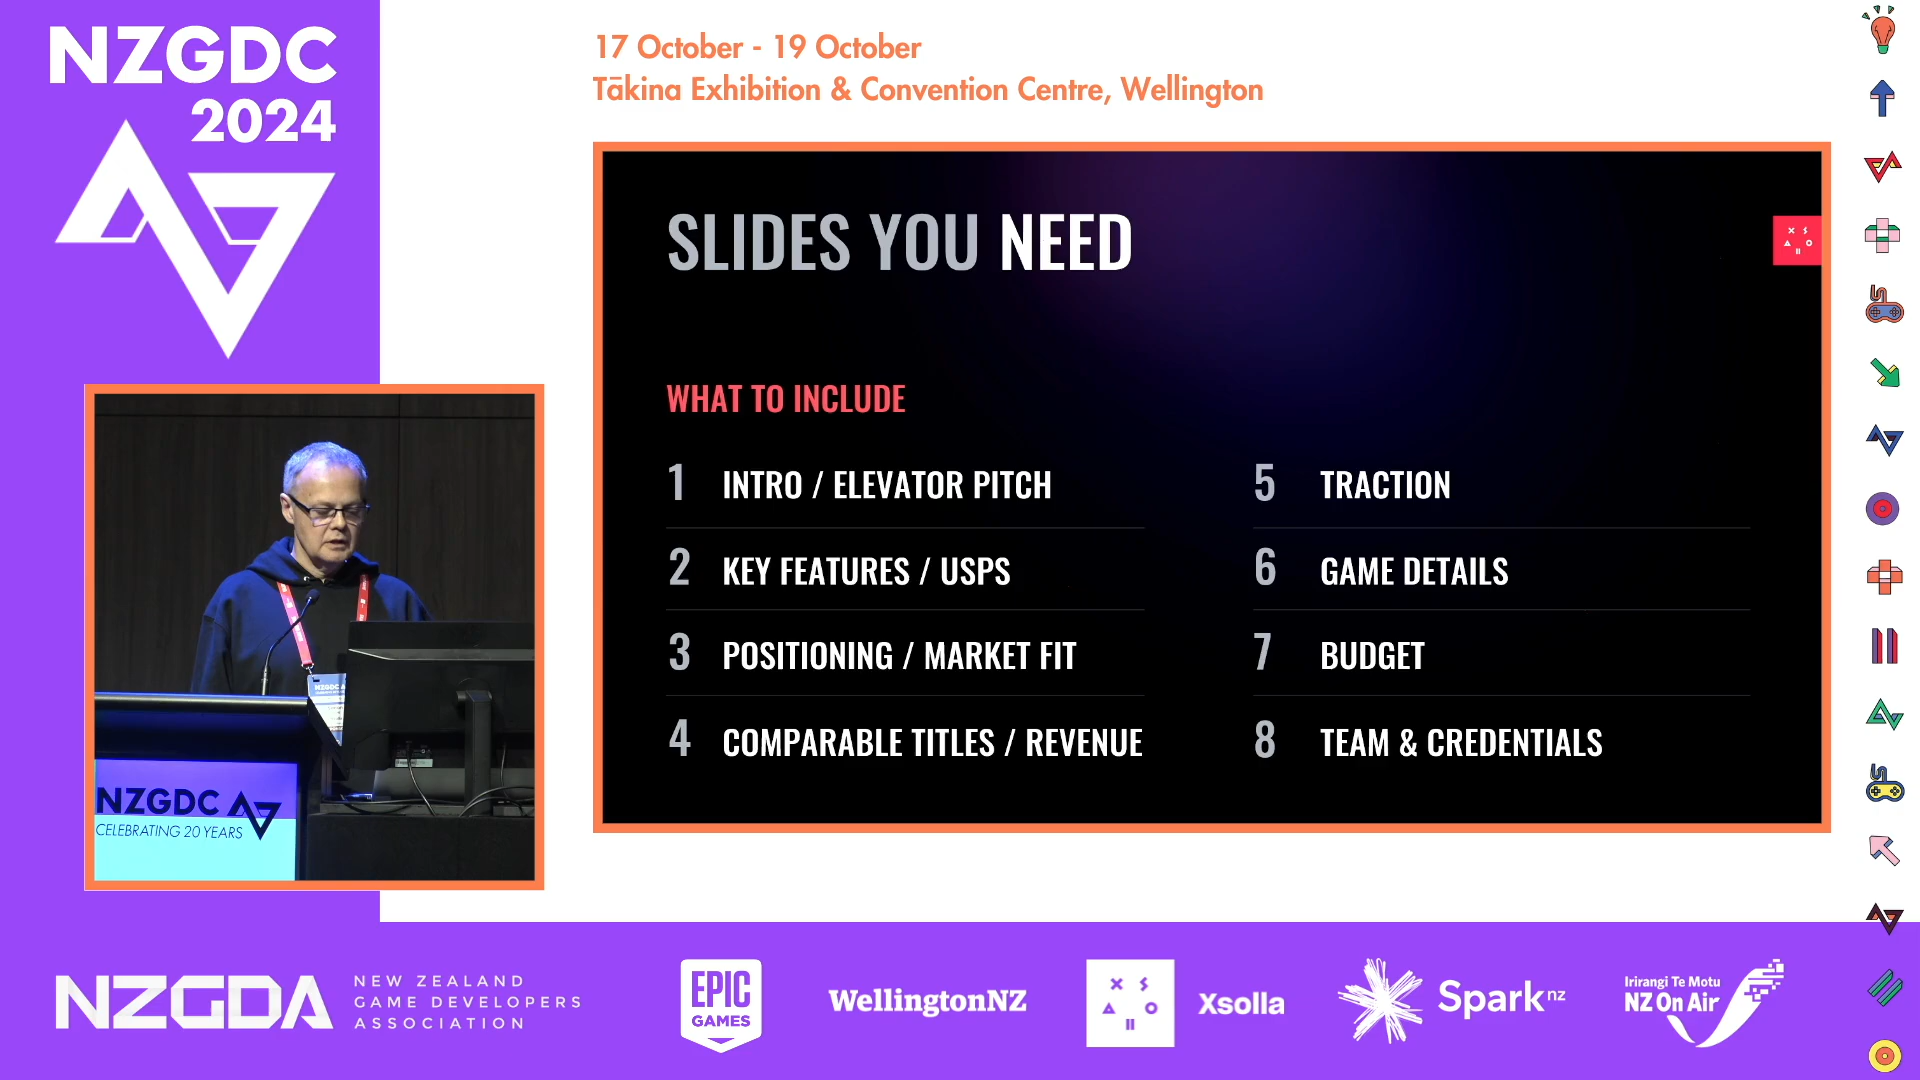 NZGDC
2024
17 October - 19 October
Tākina Exhibition & Convention Centre, Wellington
SLIDES YOU NEED
WHAT TO INCLUDE
1 INTRO / ELEVATOR PITCH
2 KEY FEATURES / USPS
3 POSITIONING / MARKET FIT
4 COMPARABLE TITLES / REVENUE
5 TRACTION
6 GAME DETAILS
7 BUDGET
8 TEAM & CREDENTIALS
NZGDC
NZGDC
CELEBRATING 20 YEARS
NZGDA
NEW ZEALAND
GAME DEVELOPERS
ASSOCIATION
EPIC
GAMES
WellingtonNZ
Xsolla
Spark nz
Irirangi Te Motu
NZ On Air